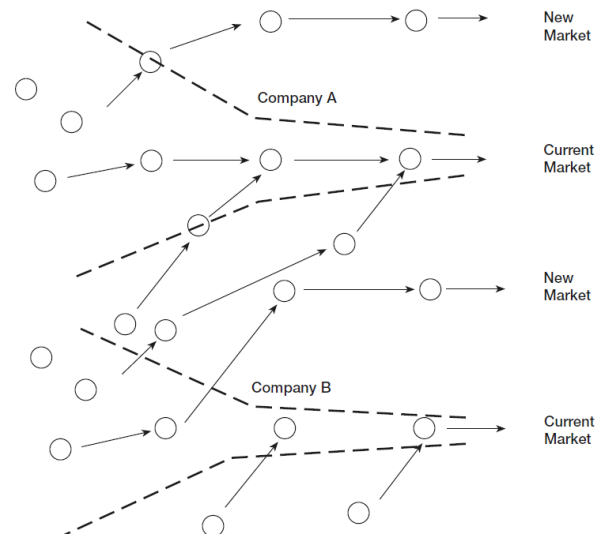 New
Market
Company A
Current
Market
New
Market
Company B
Current
Market